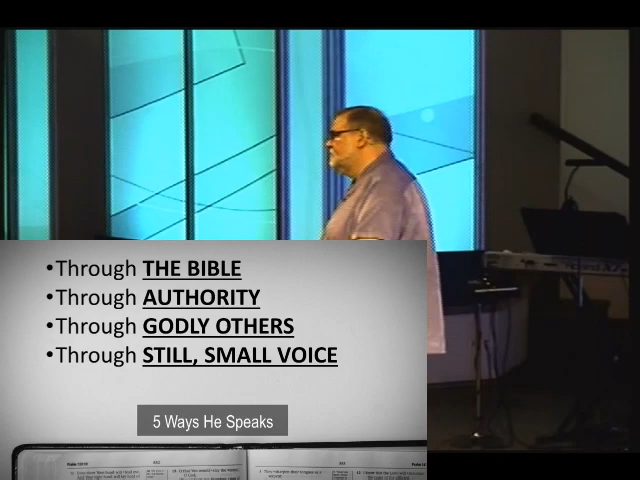 •Through THE BIBLE
•Through AUTHORITY
•Through GODLY OTHERS
•Through STILL, SMALL VOICE
5 Ways He Speaks